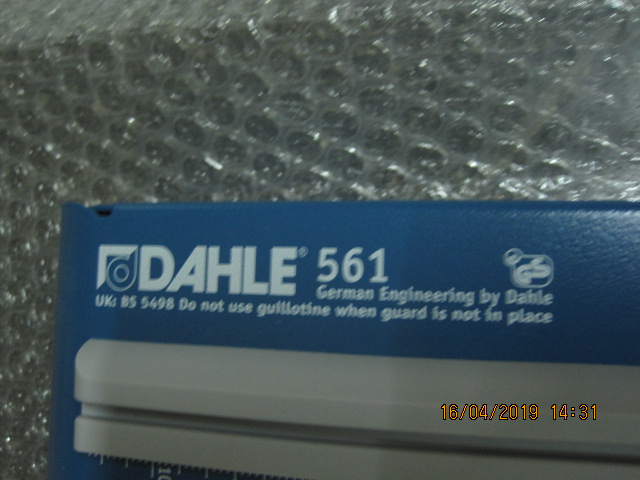 DAHLE® 561
German Engineering by Dahle
UK: BS 5498 Do not use guillotine when guard is not in place
16/04/2019 14:31